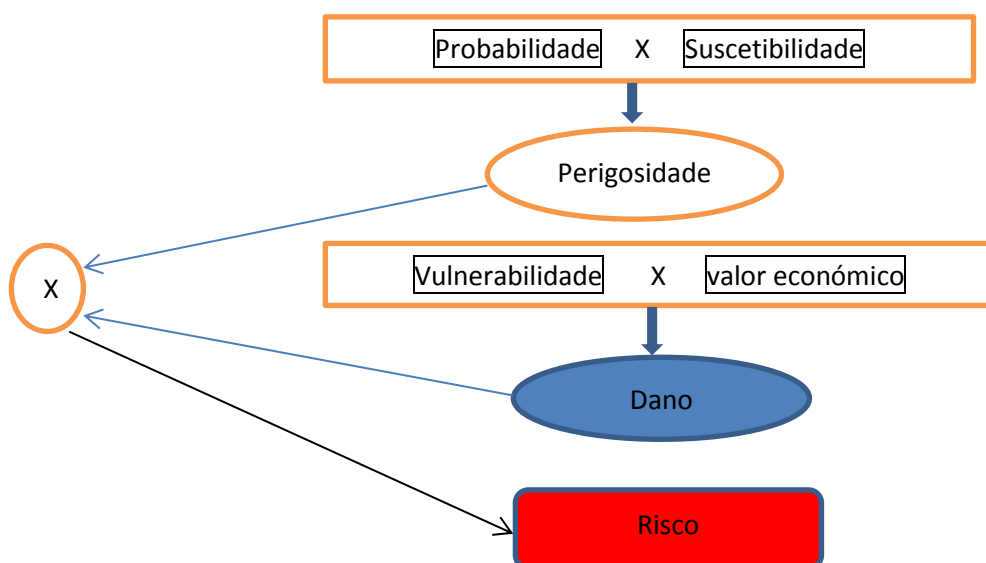 Probabilidade X Suscetibilidade
Perigosidade
X
Vulnerabilidade X valor económico
Dano
Risco